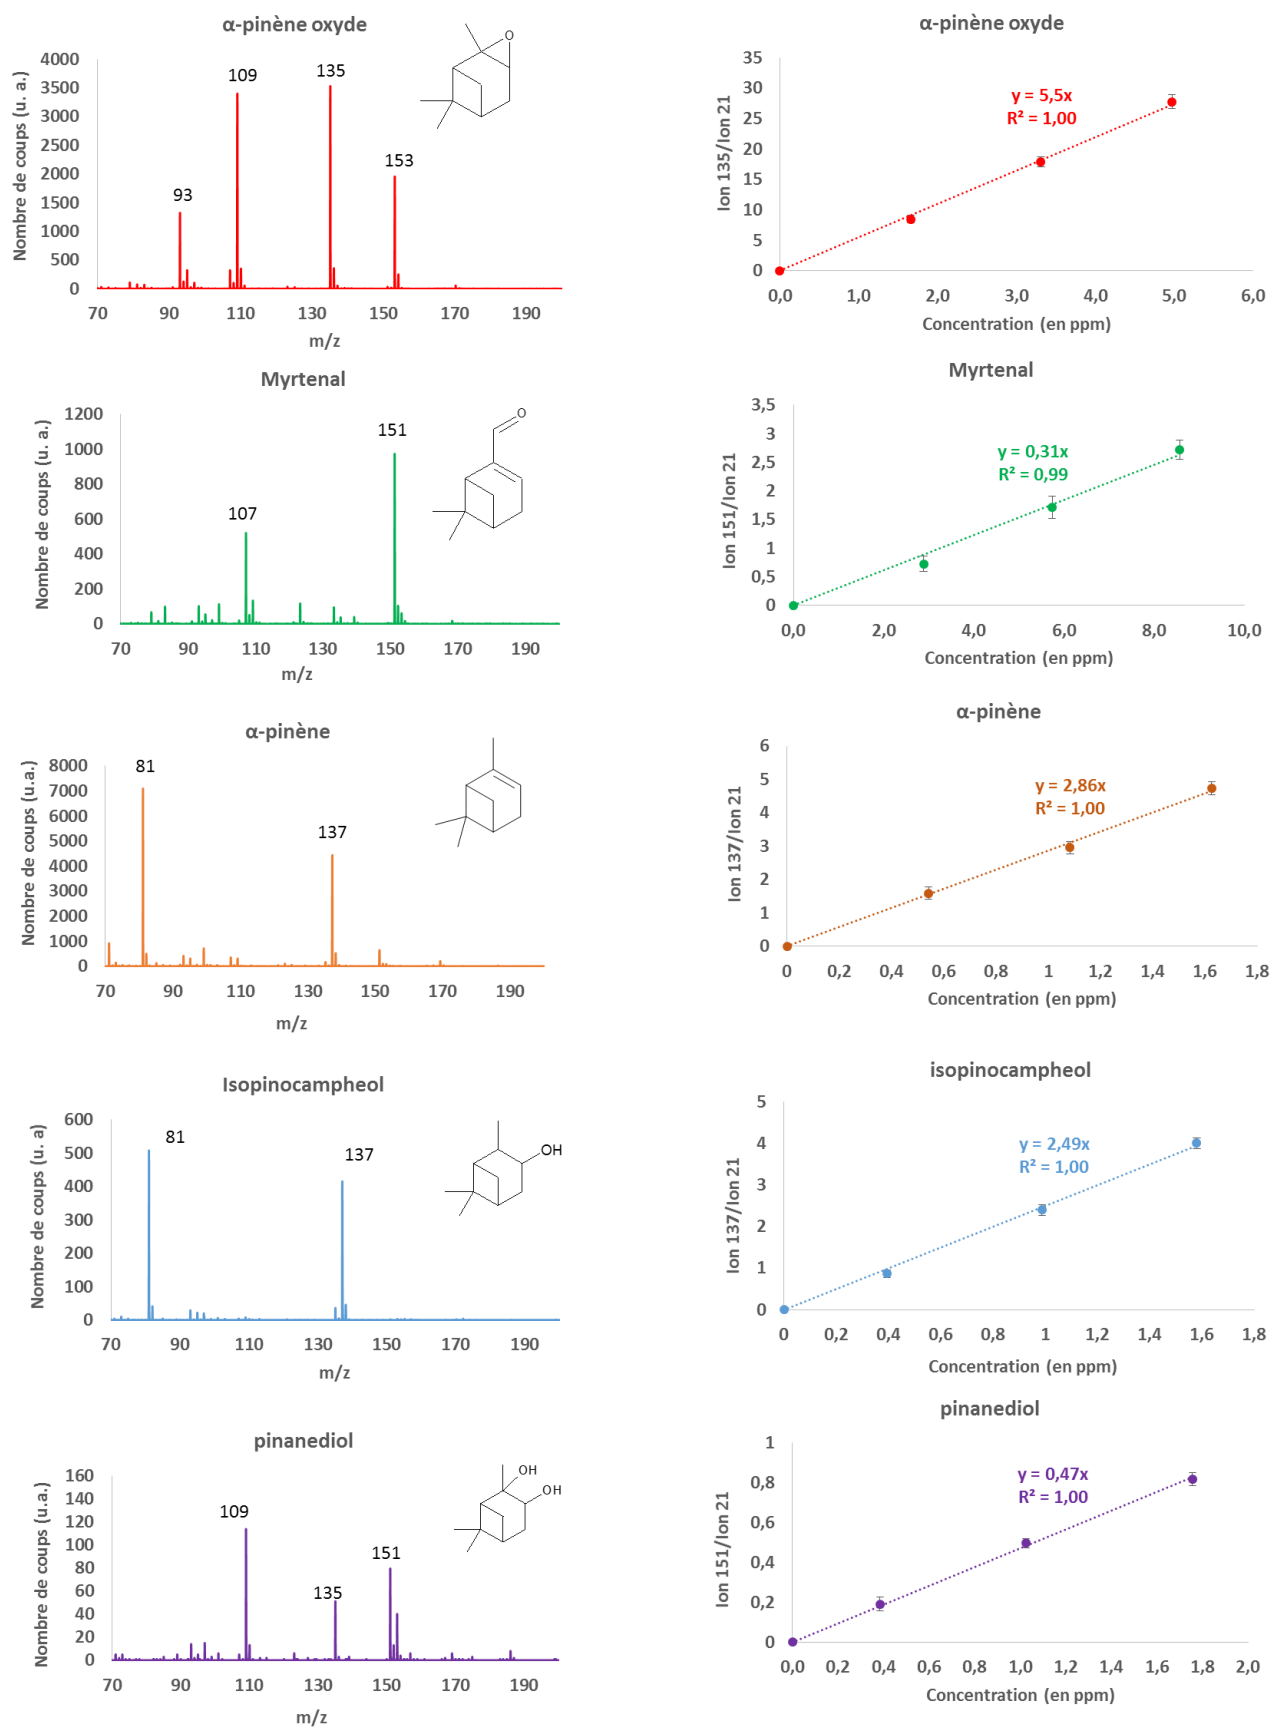 α-pinène oxyde
Nombre de coups (u. a.)
4000
3500
3000
2500
2000
1500
1000
500
0
93
109
135
153
O
70 90 110 130 150 170 190
m/z
α-pinène oxyde
Ion 135/Ion 21
35
30
25
20
15
10
5
0
y = 5,5x
R² = 1,00
0,0 1,0 2,0 3,0 4,0 5,0 6,0
Concentration (en ppm)
Myrtenal
Nombre de coups (u. a.)
1200
1000
800
600
400
200
0
107
151
O
70 90 110 130 150 170 190
m/z
Myrtenal
Ion 151/Ion 21
3,5
3
2,5
2
1,5
1
0,5
0
y = 0,31x
R² = 0,99
0,0 2,0 4,0 6,0 8,0 10,0
Concentration (en ppm)
α-pinène
Nombre de coups (u.a.)
8000
7000
6000
5000
4000
3000
2000
1000
0
81
137
70 90 110 130 150 170 190
m/z
α-pinène
Ion 137/Ion 21
6
5
4
3
2
1
0
y = 2,86x
R² = 1,00
0 0,2 0,4 0,6 0,8 1 1,2 1,4 1,6 1,8
Concentration (en ppm)
Isopinocampheol
Nombre de coups (u. a)
600
500
400
300
200
100
0
81
137
OH
70 90 110 130 150 170 190
m/z
isopinocampheol
Ion 137/Ion 21
5
4
3
2
1
0
y = 2,49x
R² = 1,00
0 0,2 0,4 0,6 0,8 1 1,2 1,4 1,6 1,8
Concentration (en ppm)
pinanediol
Nombre de coups (u.a.)
160
140
120
100
80
60
40
20
0
109
135
151
OH
OH
70 90 110 130 150 170 190
m/z
pinanediol
Ion 151/Ion 21
1
0,8
0,6
0,4
0,2
0
y = 0,47x
R² = 1,00
0,0 0,4 0,6 1,0 1,2 1,6 2,0
Concentration (en ppm)